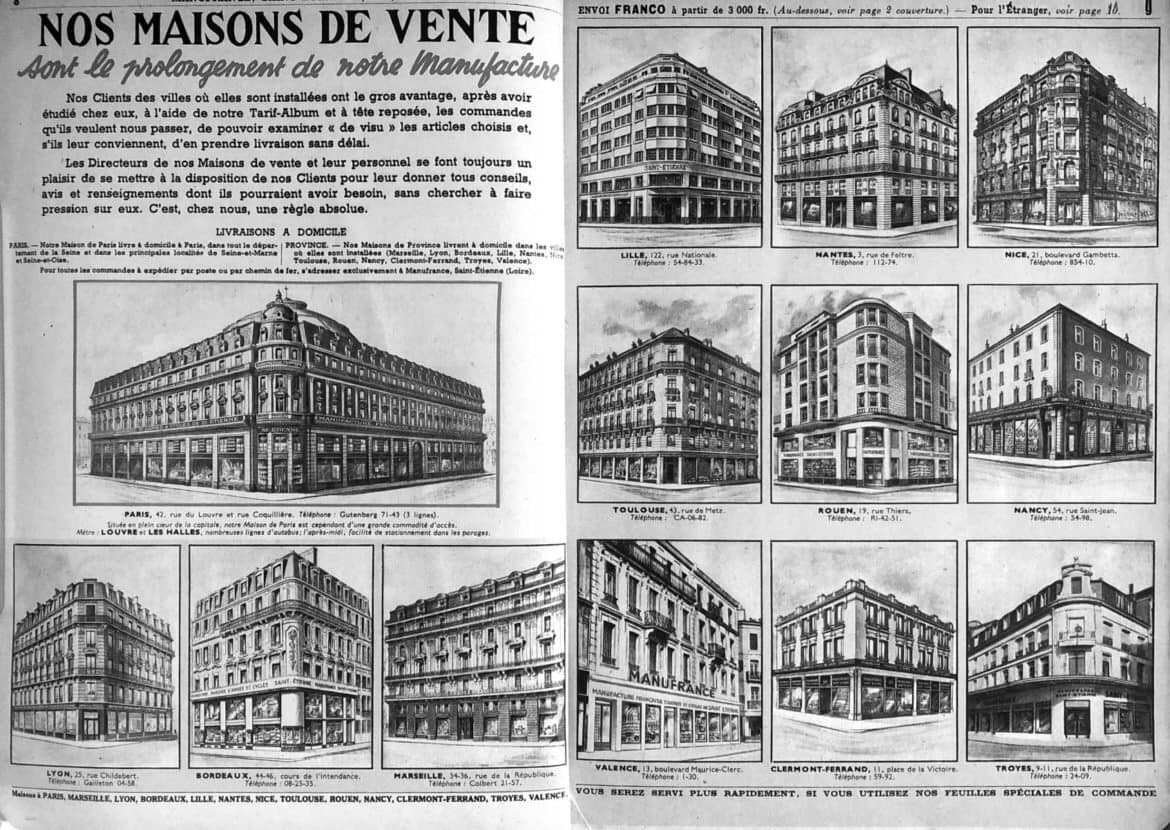 8
NOS MAISONS DE VENTE
sont le prolongement de notre Manufacture
Nos Clients des villes où elles sont installées ont le gros avantage, après avoir
étudié chez eux, à l'aide de notre Tarif-Album et à tête reposée, les commandes
qu'ils veulent nous passer, de pouvoir examiner « de visu » les articles choisis et,
s'ils leur conviennent, d'en prendre livraison sans délai.
Les Directeurs de nos Maisons de vente et leur personnel se font toujours un
plaisir de se mettre à la disposition de nos Clients pour leur donner tous conseils,
avis et renseignements dont ils pourraient avoir besoin, sans chercher à faire
pression sur eux. C'est, chez nous, une règle absolue.
LIVRAISONS A DOMICILE
PARIS. — Notre Maison de Paris livre à domicile à Paris, dans tout le dépar-
tement de la Seine et dans les principales localités de Seine-et-Marne
et Seine-et-Oise.
PROVINCE. — Nos Maisons de Province livrent à domicile dans les villes
où elles sont installées (Marseille, Lyon, Bordeaux, Lille, Nantes, Nice
Toulouse, Rouen, Nancy, Clermont-Ferrand, Troyes, Valence).
Pour toutes les commandes à expédier par poste ou par chemin de fer, s'adresser exclusivement à Manufrance, Saint-Étienne (Loire).
ST ETIENNE
PARIS, 42, rue du Louvre et rue Coquillière. Téléphone : Gutenberg 71-43 (3 lignes).
Située en plein cœur de la capitale, notre Maison de Paris est cependant d'une grande commodité d'accès.
Métro : LOUVRE et LES HALLES, nombreuses lignes d'autobus; l'après-midi, facilité de stationnement dans les parages.
CYCLES SAINT-ETIENNE
LYON, 25, rue Childebert.
Téléphone : Gailleton 04-58.
BORDEAUX, 44-46, cours de l'Intendance.
Téléphone : 08-25-35.
MARSEILLE, 34-36, rue de la République.
Téléphone : Colbert 21-57.
Maisons à PARIS, MARSEILLE, LYON, BORDEAUX, LILLE, NANTES, NICE, TOULOUSE, ROUEN, NANCY, CLERMONT-FERRAND, TROYES, VALENCE.
ENVOI FRANCO à partir de 3 000 fr. (Au-dessous, voir page 2 couverture.) — Pour l'Étranger, voir page 10. 9
SAINT-ETIENNE
LILLE, 122, rue Nationale.
Téléphone : 54-84-33.
NANTES, 3, rue de Feltre.
Téléphone : 112-74.
NICE, 21, boulevard Gambetta.
Téléphone : 854-10.
TOULOUSE, 43, rue de Metz.
Téléphone : CA-06-82.
ROUEN, 19, rue Thiers.
Téléphone : RI-42-51.
NANCY, 54, rue Saint-Jean.
Téléphone : 54-98.
MANUFRANCE
VALENCE, 13, boulevard Maurice-Clerc.
Téléphone : 1-30.
CLERMONT-FERRAND, 11, place de la Victoire.
Téléphone : 59-92.
TROYES, 9-11, rue de la République.
Téléphone : 24-09.
VOUS SEREZ SERVI PLUS RAPIDEMENT, SI VOUS UTILISEZ NOS FEUILLES SPÉCIALES DE COMMANDE